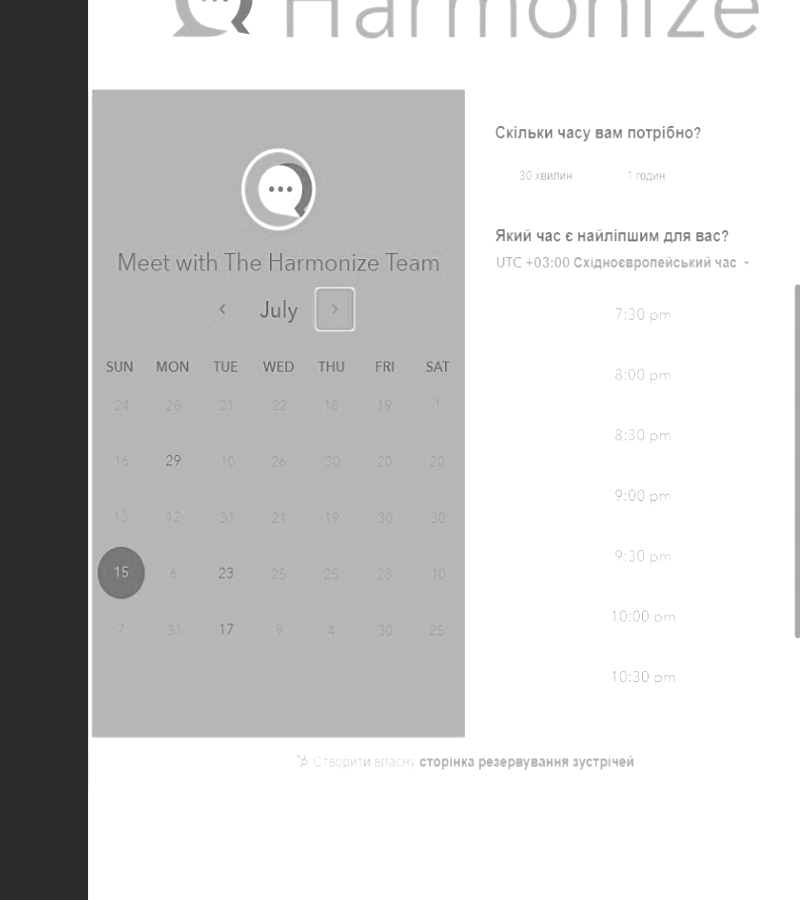 Harmonize
Meet with The Harmonize Team
July
SUN MON TUE WED THU FRI SAT
24 28 21 22 18 19 1
16 29 10 26 30 20 20
13 12 31 21 19 30 30
15 6 23 25 25 28 10
7 31 17 9 4 30 25
Скільки часу вам потрібно?
30 хвилин 1 годин
Який час є найліпшим для вас?
UTC +03:00 Східноєвропейський час
7:30 pm
8:00 pm
8:30 pm
9:00 pm
9:30 pm
10:00 pm
10:30 pm
Створити власну сторінка резервування зустрічей